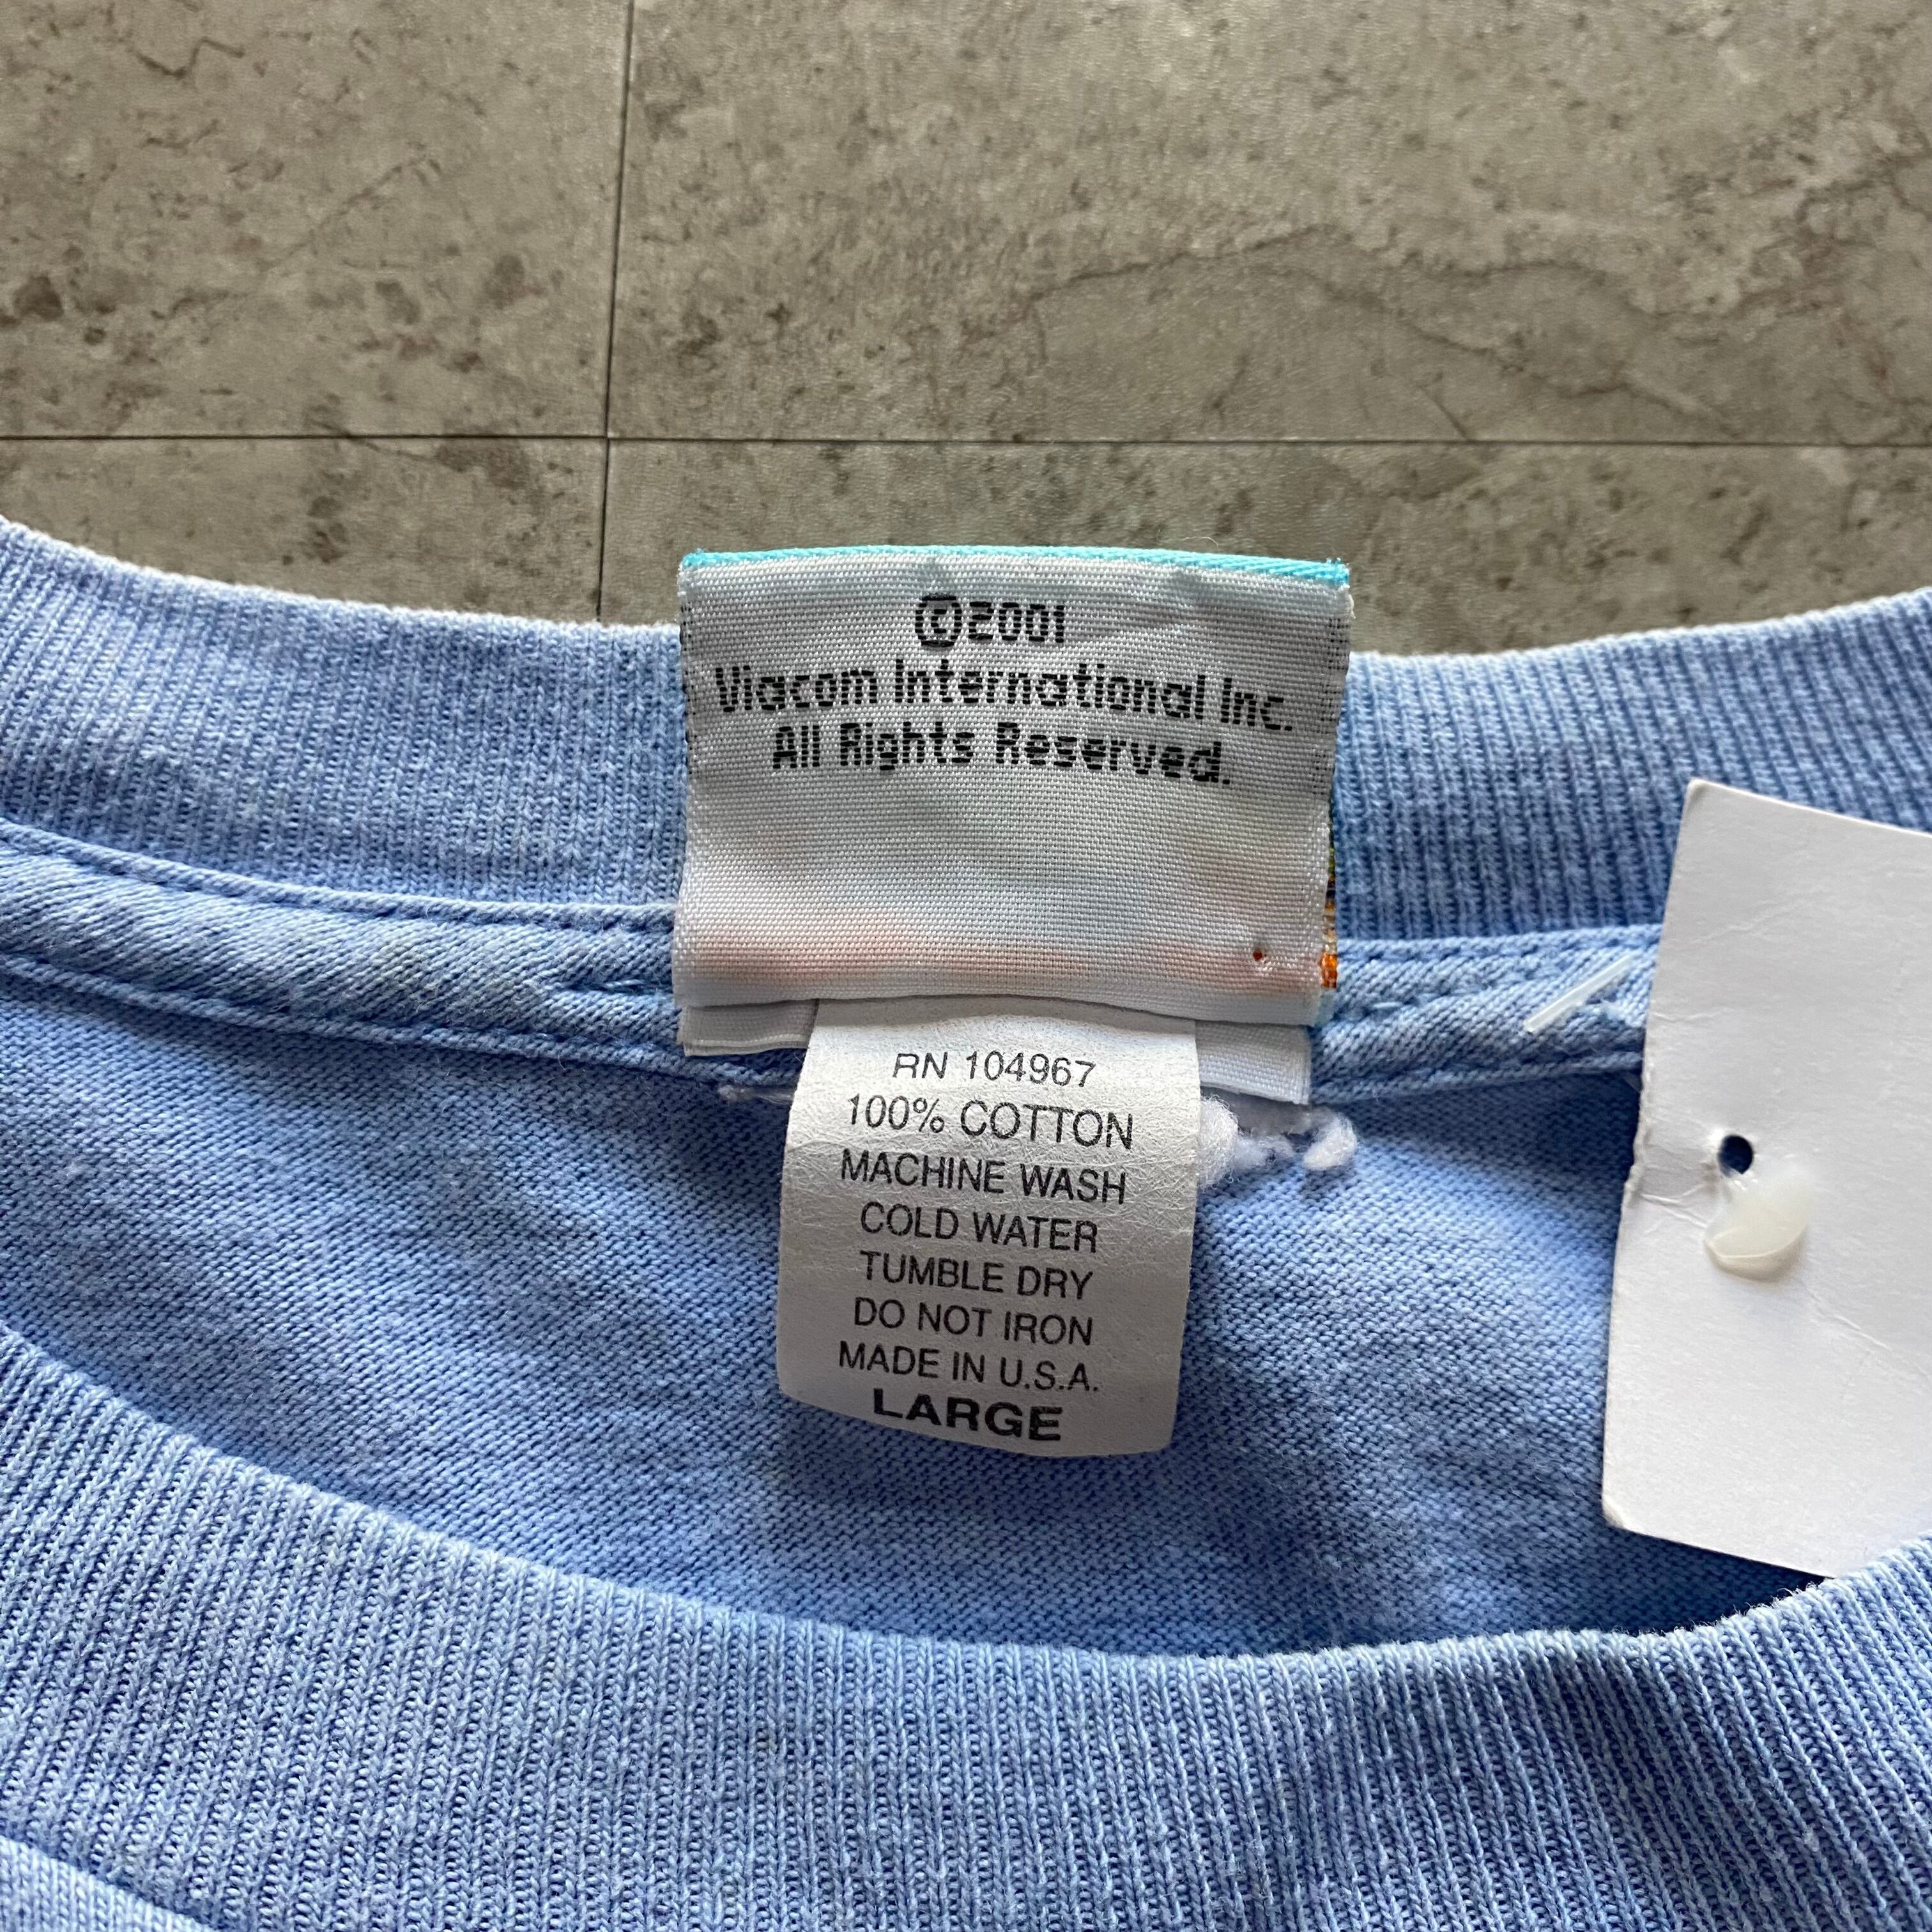 ©2001
Viacom International Inc.
All Rights Reserved.
RN 104967
100% COTTON
MACHINE WASH
COLD WATER
TUMBLE DRY
DO NOT IRON
MADE IN U.S.A.
LARGE